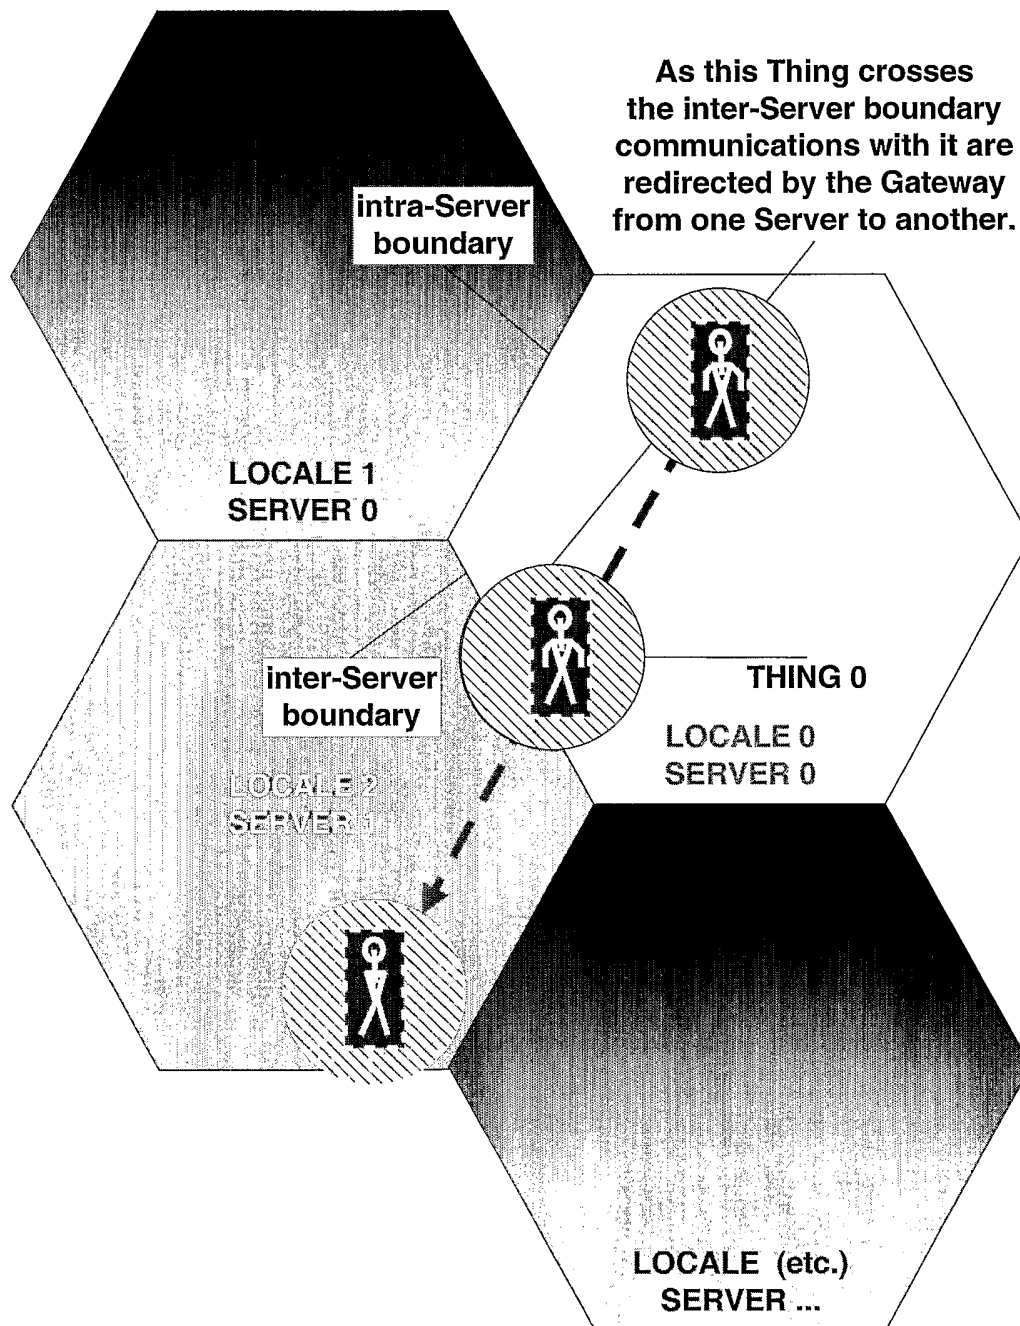 As this Thing crosses
the inter-Server boundary
communications with it are
redirected by the Gateway
from one Server to another.
intra-Server
boundary
LOCALE 1
SERVER 0
inter-Server
boundary
THING 0
LOCALE 0
SERVER 0
LOCALE 2
SERVER 1
LOCALE (etc.)
SERVER ...